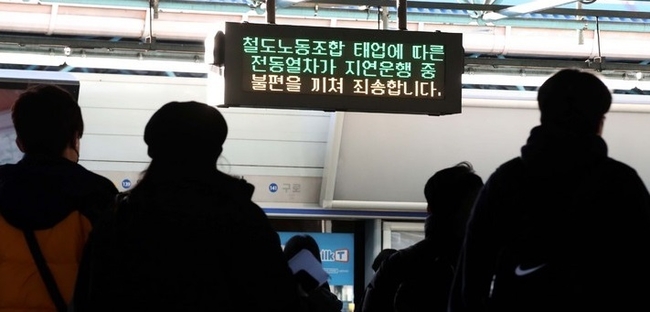 철도노동조합 태업에 따른
전동열차가 지연운행 중
불편을 끼쳐 죄송합니다.
141 구로